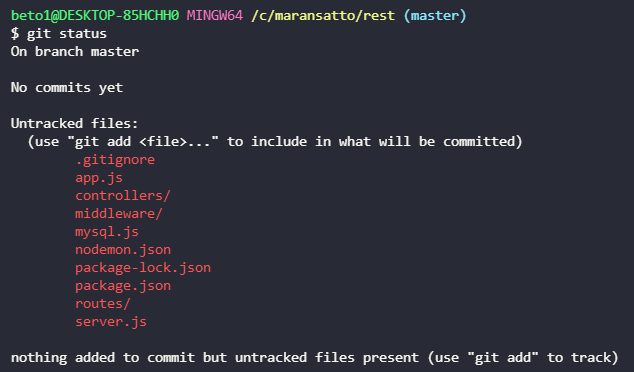 beto1@DESKTOP-85HCHH0 MINGW64 /c/maransatto/rest (master)
$ git status
On branch master
No commits yet
Untracked files:
(use "git add <file>..." to include in what will be committed)
.gitignore
app.js
controllers/
middleware/
mysql.js
nodemon.json
package-lock.json
package.json
routes/
server.js
nothing added to commit but untracked files present (use "git add" to track)